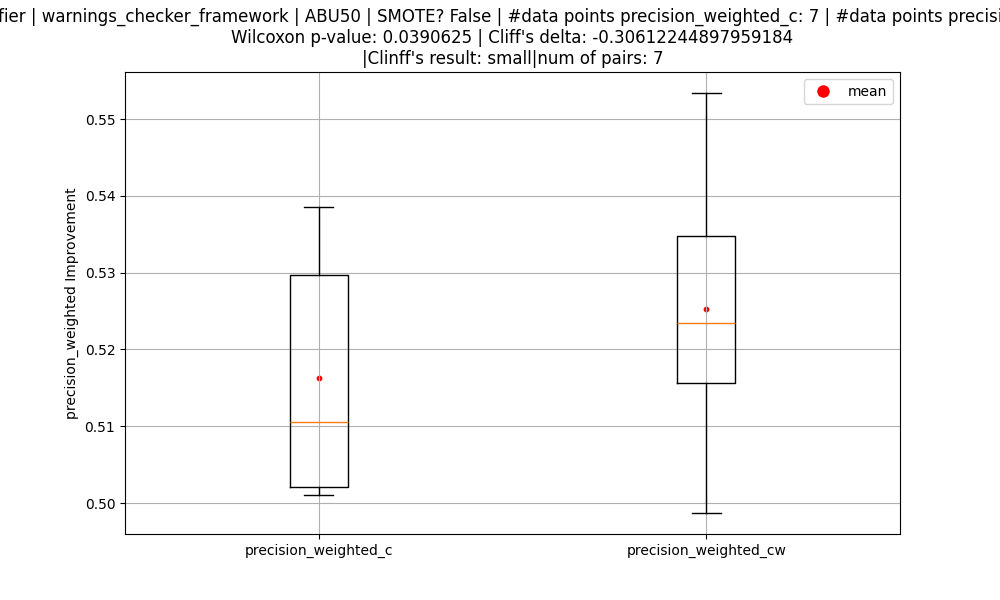 | warnings_checker_framework | ABU50 | SMOTE? False | #data points precision_weighted_c: 7 | #data points
Wilcoxon p-value: 0.0390625 | Cliff's delta: -0.30612244897959184
|Clinff's result: small|num of pairs: 7
mean
0.55
0.54
0.53
0.52
0.51
0.50
precision_weighted Improvement
precision_weighted_c
precision_weighted_cw